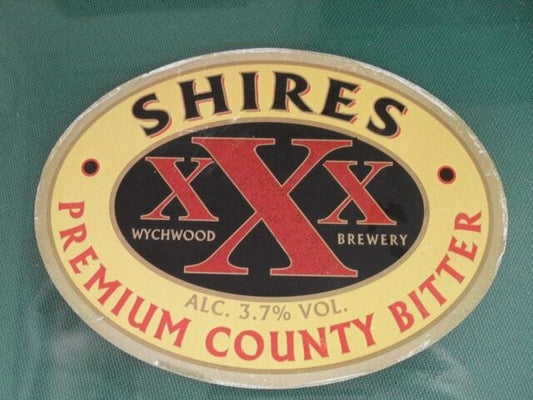 SHIRES
XXX
WYCHWOOD BREWERY
ALC. 3.7% VOL.
PREMIUM COUNTY BITTER